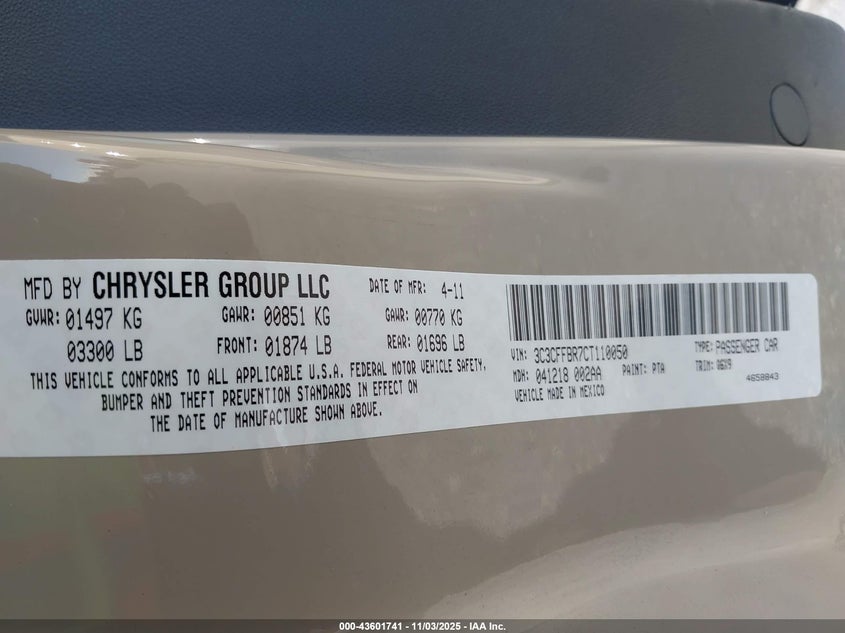 MFD BY CHRYSLER GROUP LLC DATE OF MFR: 4-11
GVWR: 01497 KG GAWR: 00851 KG GAWR: 00770 KG
03300 LB FRONT: 01874 LB REAR: 01696 LB
THIS VEHICLE CONFORMS TO ALL APPLICABLE U.S.A. FEDERAL MOTOR VEHICLE SAFETY,
BUMPER AND THEFT PREVENTION STANDARDS IN EFFECT ON
THE DATE OF MANUFACTURE SHOWN ABOVE.
VIN: 3C3CFFBR7CT110050 TYPE: PASSENGER CAR
MDH: 041218 002AA PAINT: PTA TRIM: O6X9
VEHICLE MADE IN MEXICO 4658843
000-43601741 - 11/03/2025 - IAA Inc.